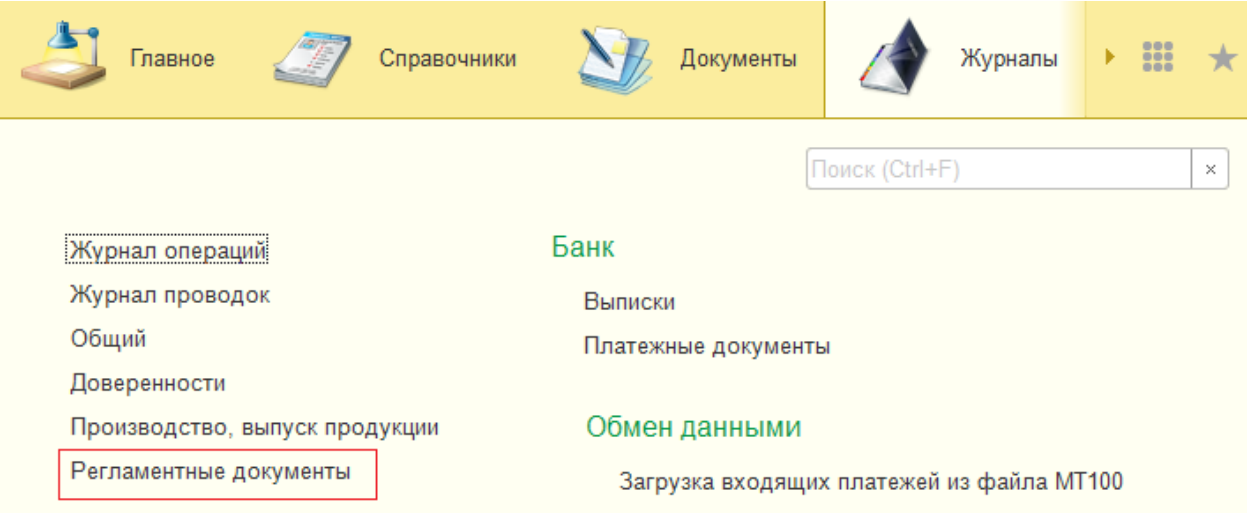 Главное Справочники Документы Журналы
Поиск (Ctrl+F) ×
Журнал операций
Журнал проводок
Общий
Доверенности
Производство, выпуск продукции
Регламентные документы
Банк
Выписки
Платежные документы
Обмен данными
Загрузка входящих платежей из файла МТ100